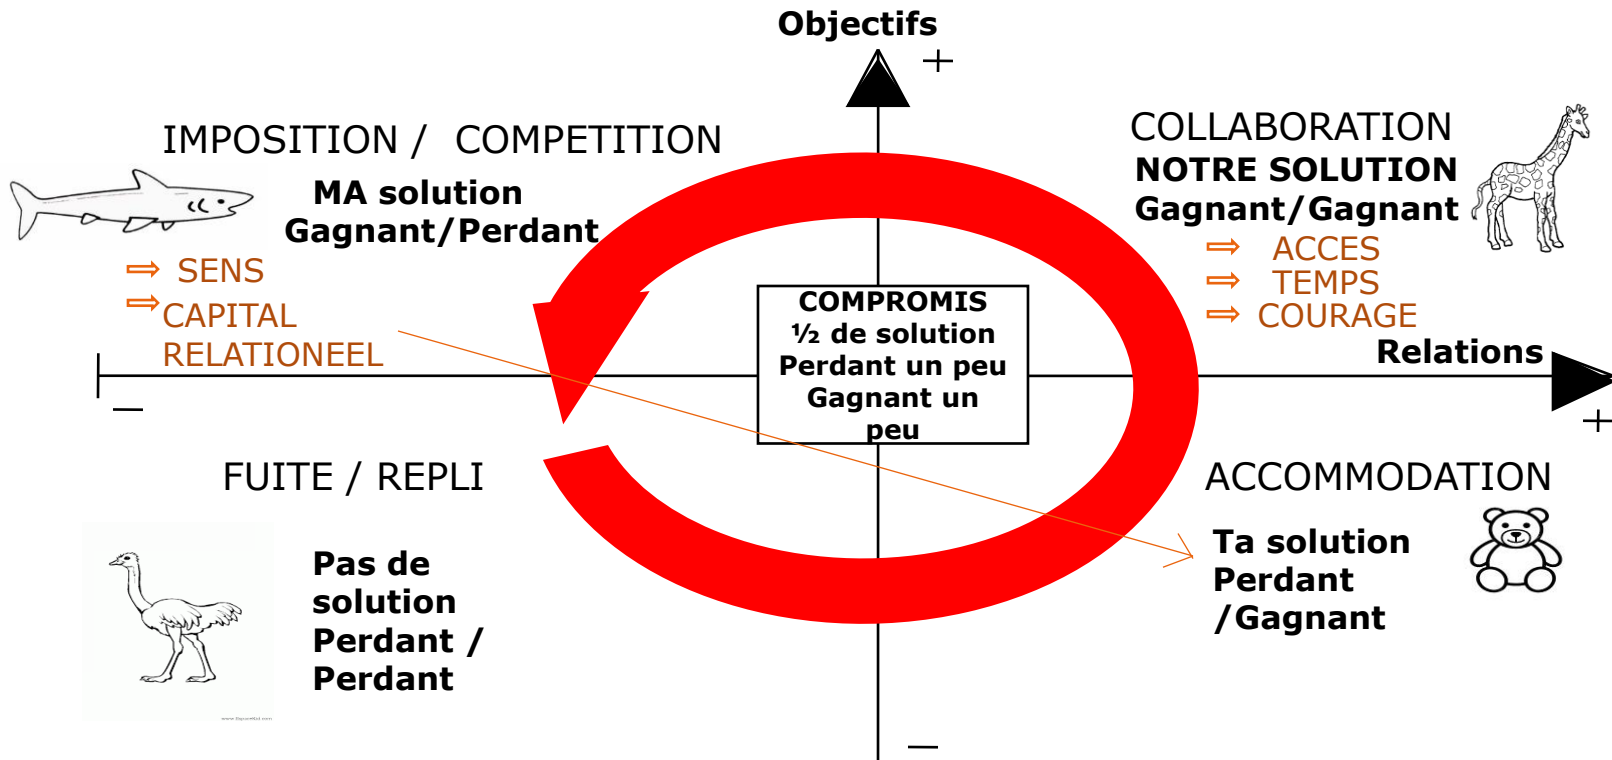 Objectifs
+
IMPOSITION / COMPETITION
MA solution
Gagnant/Perdant
⇨ SENS
⇨ CAPITAL
RELATIONEEL
COLLABORATION
NOTRE SOLUTION
Gagnant/Gagnant
⇨ ACCES
⇨ TEMPS
⇨ COURAGE
COMPROMIS
½ de solution
Perdant un peu
Gagnant un
peu
Relations
—
+
FUITE / REPLI
Pas de
solution
Perdant /
Perdant
ACCOMMODATION
Ta solution
Perdant
/Gagnant
—